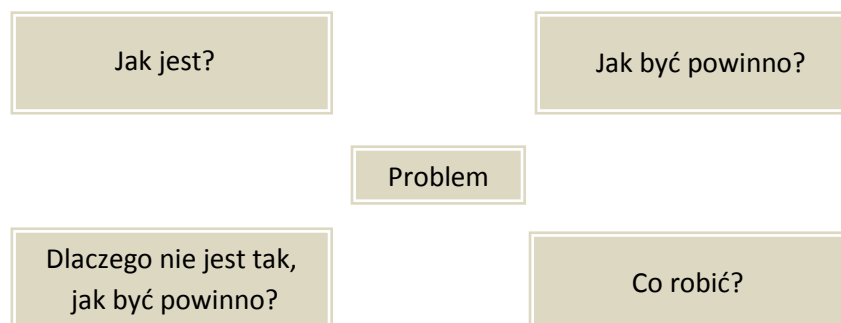 Jak jest?
Jak być powinno?
Problem
Dlaczego nie jest tak,
jak być powinno?
Co robić?